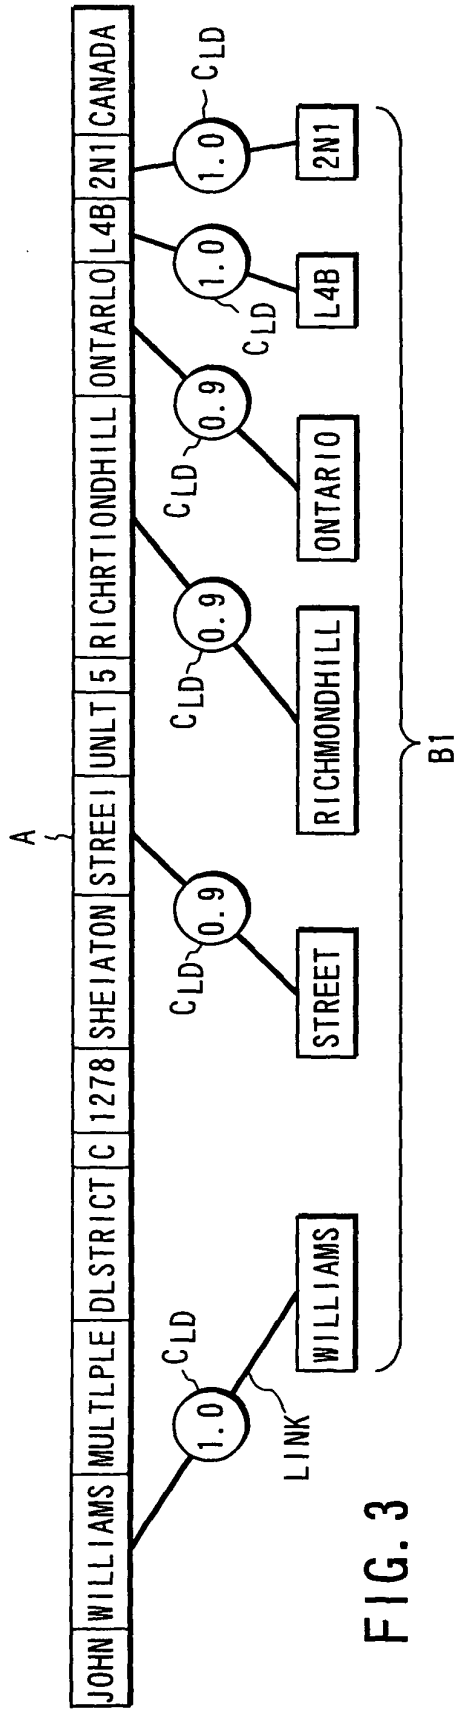 A
JOHN WILLIAMS MULTLPLE DLSTRICT C 1278 SHEIATON STREEI UNLT 5 RICHRTIONDHILL ONTARLO L4B 2N1 CANADA
1.0 CLD
0.9 CLD
0.9 CLD
0.9 CLD
1.0 CLD
1.0 CLD
LINK
WILLIAMS STREET RICHMONDHILL ONTARIO L4B 2N1
B1
FIG. 3